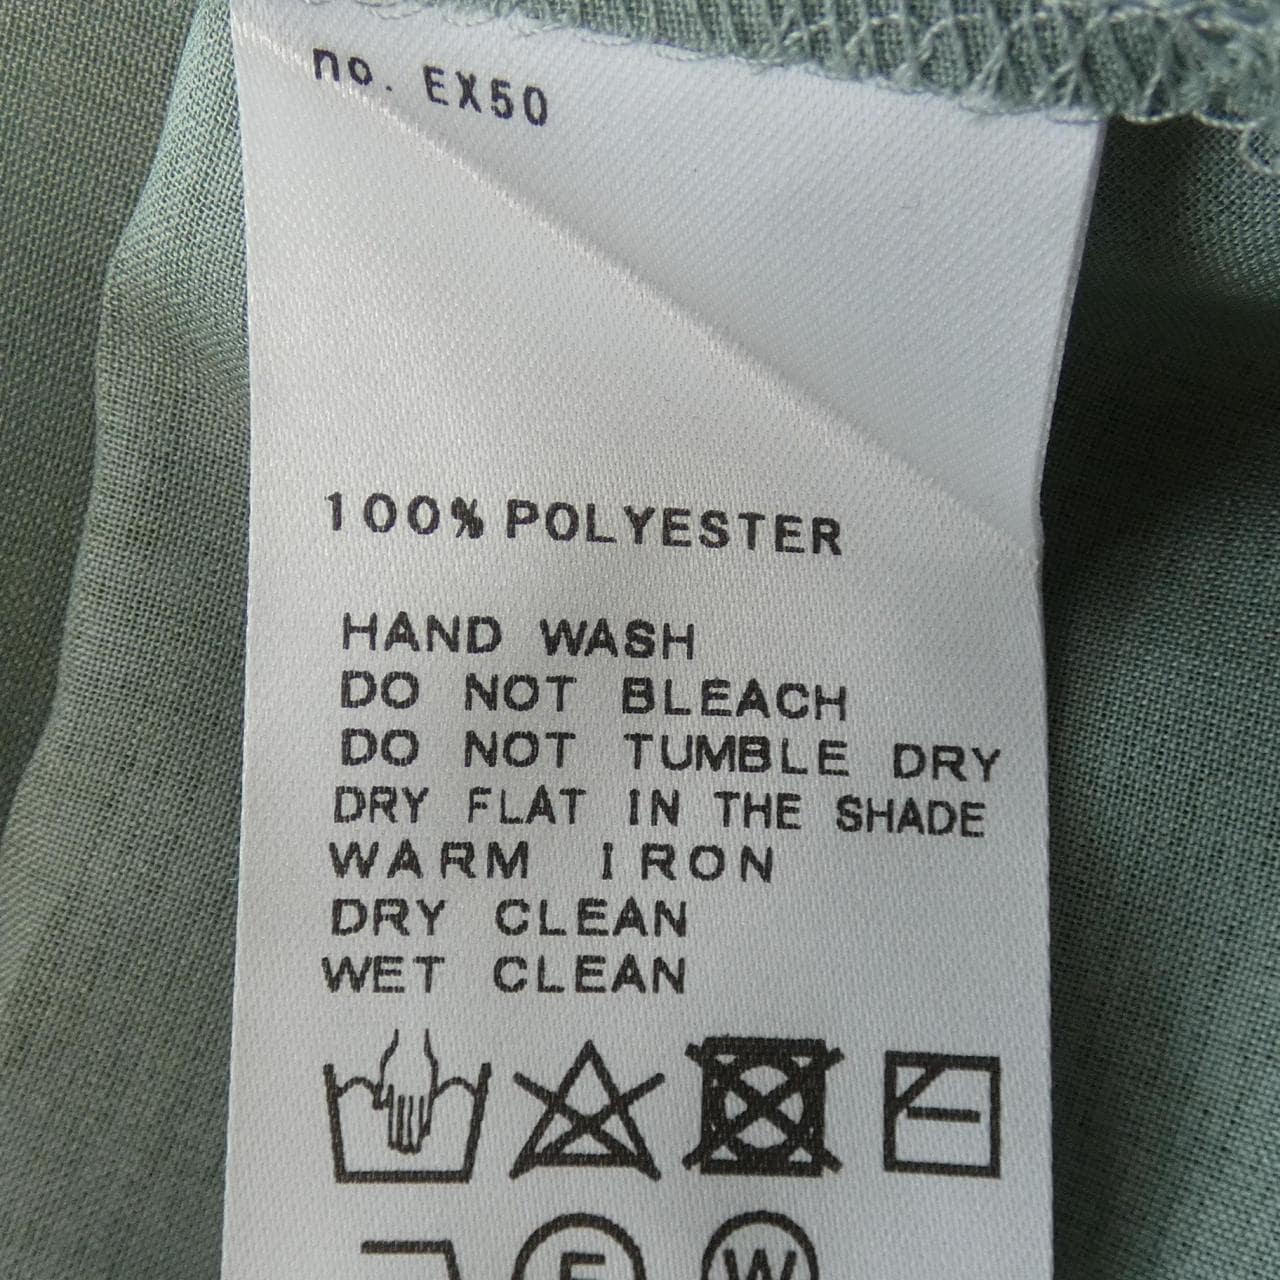 no. EX50
100% POLYESTER
HAND WASH
DO NOT BLEACH
DO NOT TUMBLE DRY
DRY FLAT IN THE SHADE
WARM IRON
DRY CLEAN
WET CLEAN
W